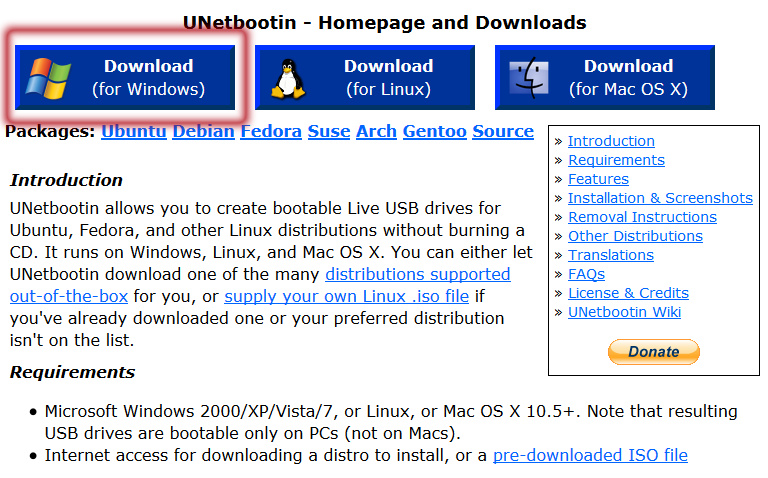 UNetbootin - Homepage and Downloads
Download
(for Windows)
Download
(for Linux)
Download
(for Mac OS X)
Packages: Ubuntu Debian Fedora Suse Arch Gentoo Source
Introduction
UNetbootin allows you to create bootable Live USB drives for
Ubuntu, Fedora, and other Linux distributions without burning a
CD. It runs on Windows, Linux, and Mac OS X. You can either let
UNetbootin download one of the many distributions supported
out-of-the-box for you, or supply your own Linux .iso file if
you've already downloaded one or your preferred distribution
isn't on the list.
» Introduction
» Requirements
» Features
» Installation & Screenshots
» Removal Instructions
» Other Distributions
» Translations
» FAQs
» License & Credits
» UNetbootin Wiki
Donate
Requirements
• Microsoft Windows 2000/XP/Vista/7, or Linux, or Mac OS X 10.5+. Note that resulting
USB drives are bootable only on PCs (not on Macs).
• Internet access for downloading a distro to install, or a pre-downloaded ISO file